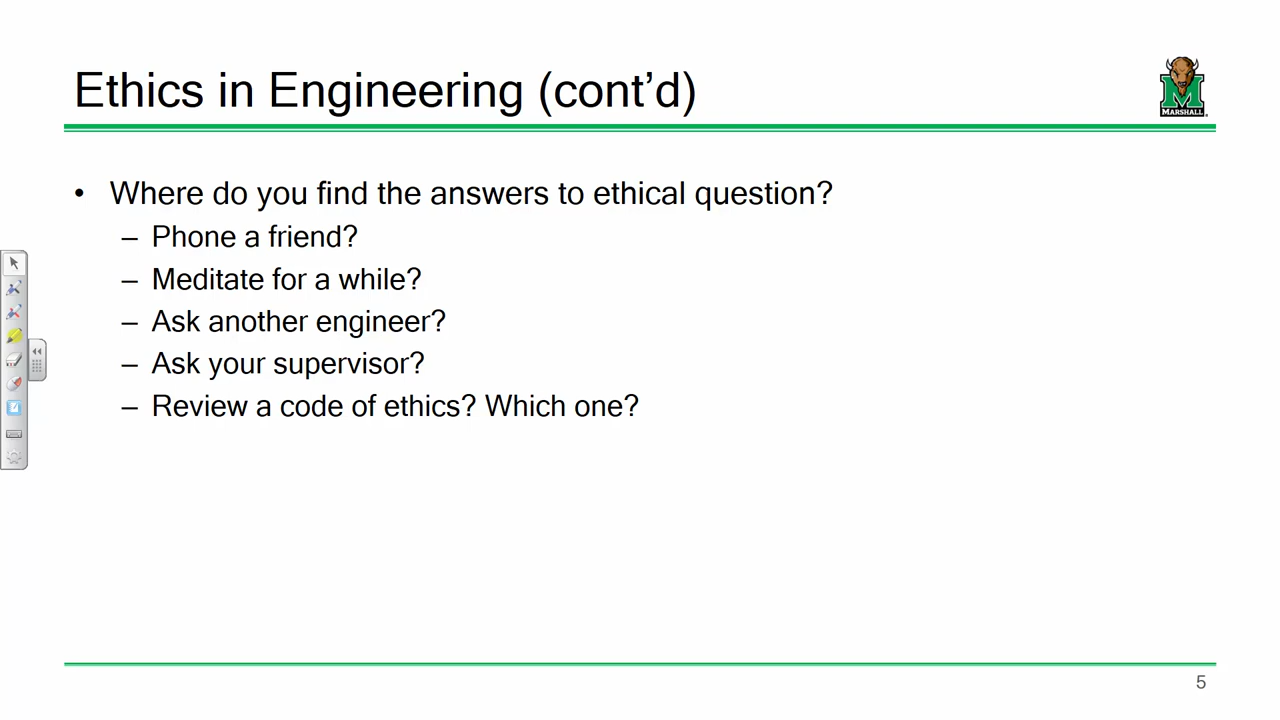 Ethics in Engineering (cont’d)
M
MARSHALL
• Where do you find the answers to ethical question?
– Phone a friend?
– Meditate for a while?
– Ask another engineer?
– Ask your supervisor?
– Review a code of ethics? Which one?
5